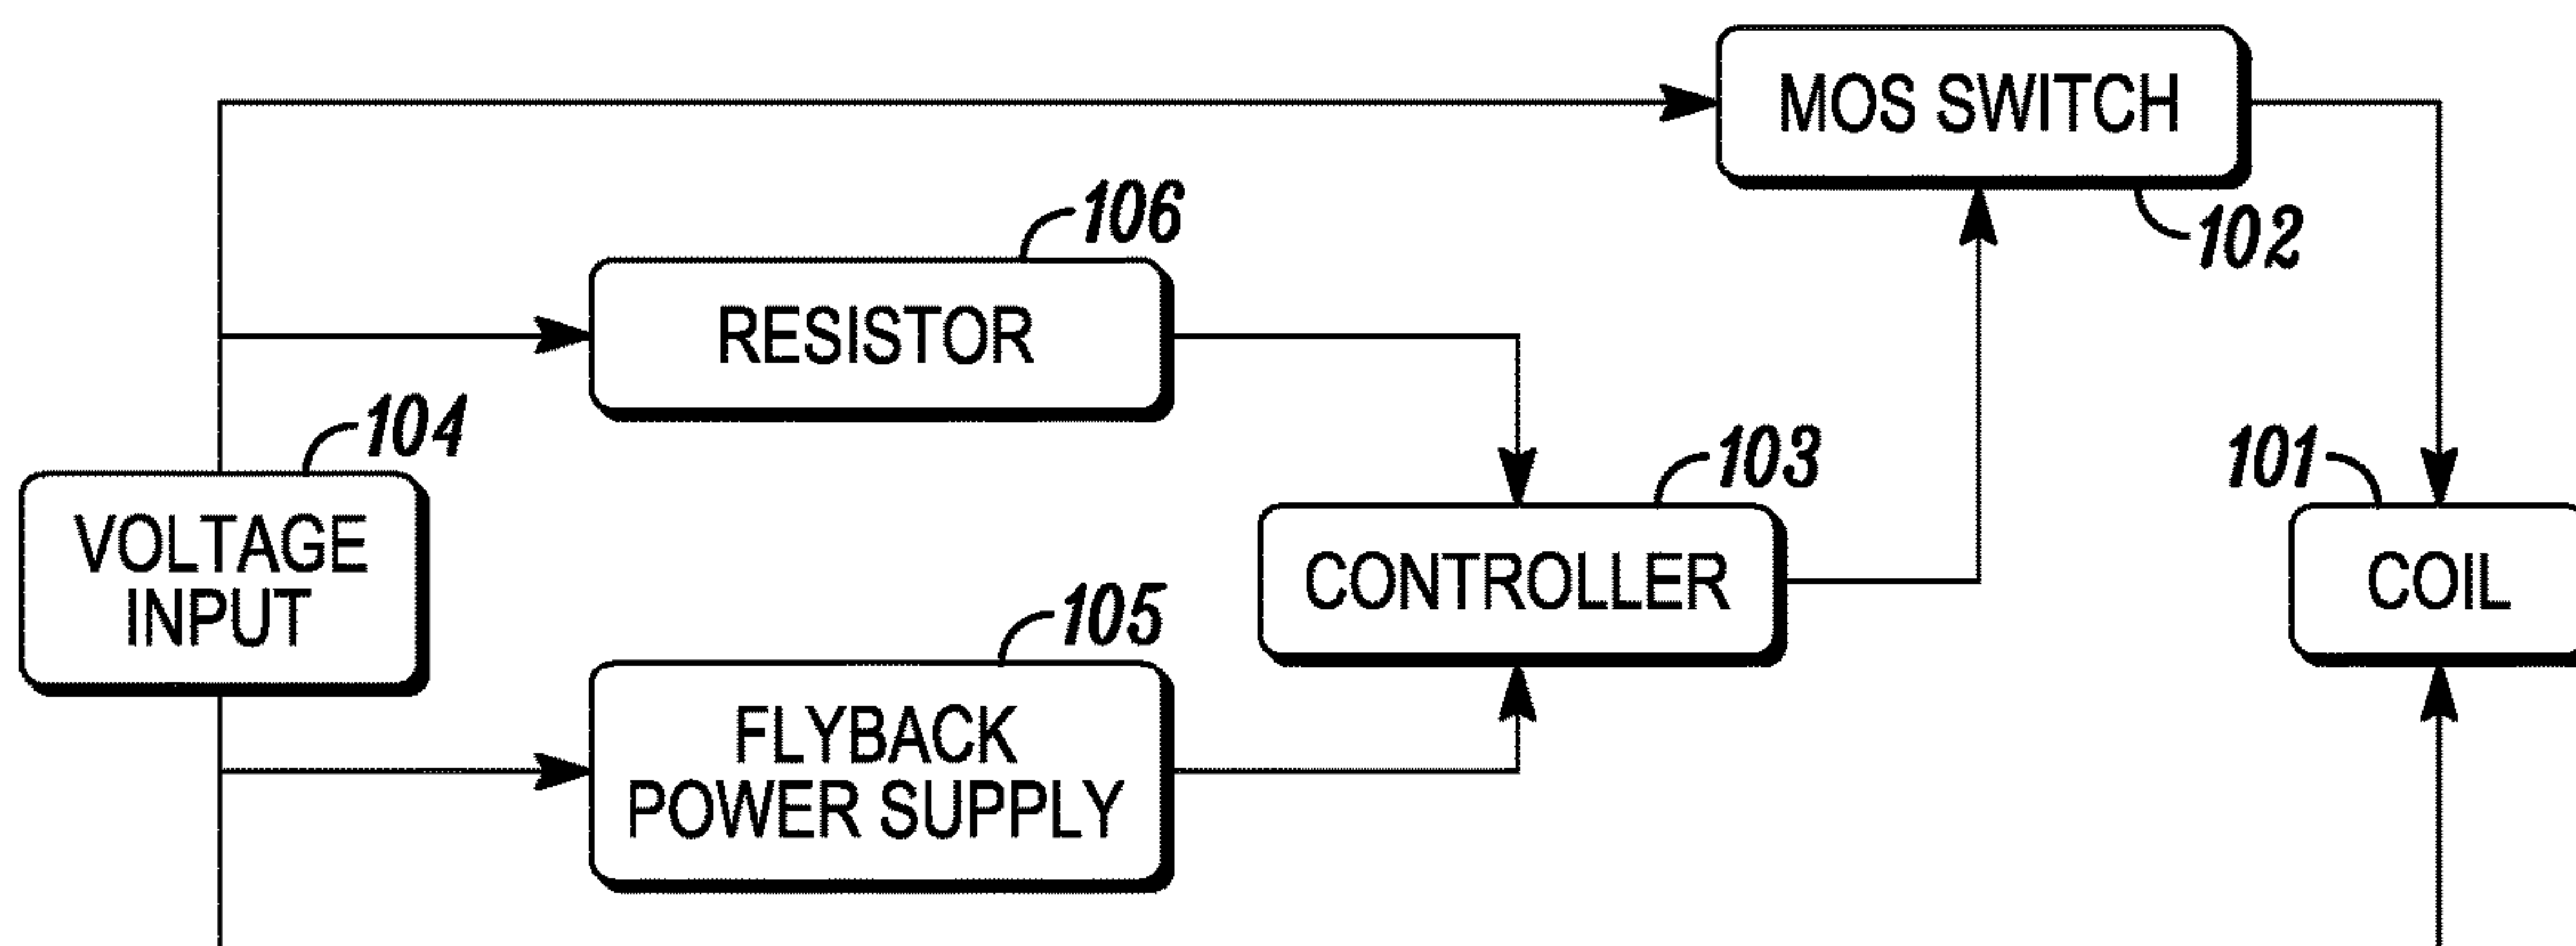 MOS SWITCH
102
106
RESISTOR
104
VOLTAGE
INPUT
103
CONTROLLER
101
COIL
105
FLYBACK
POWER SUPPLY